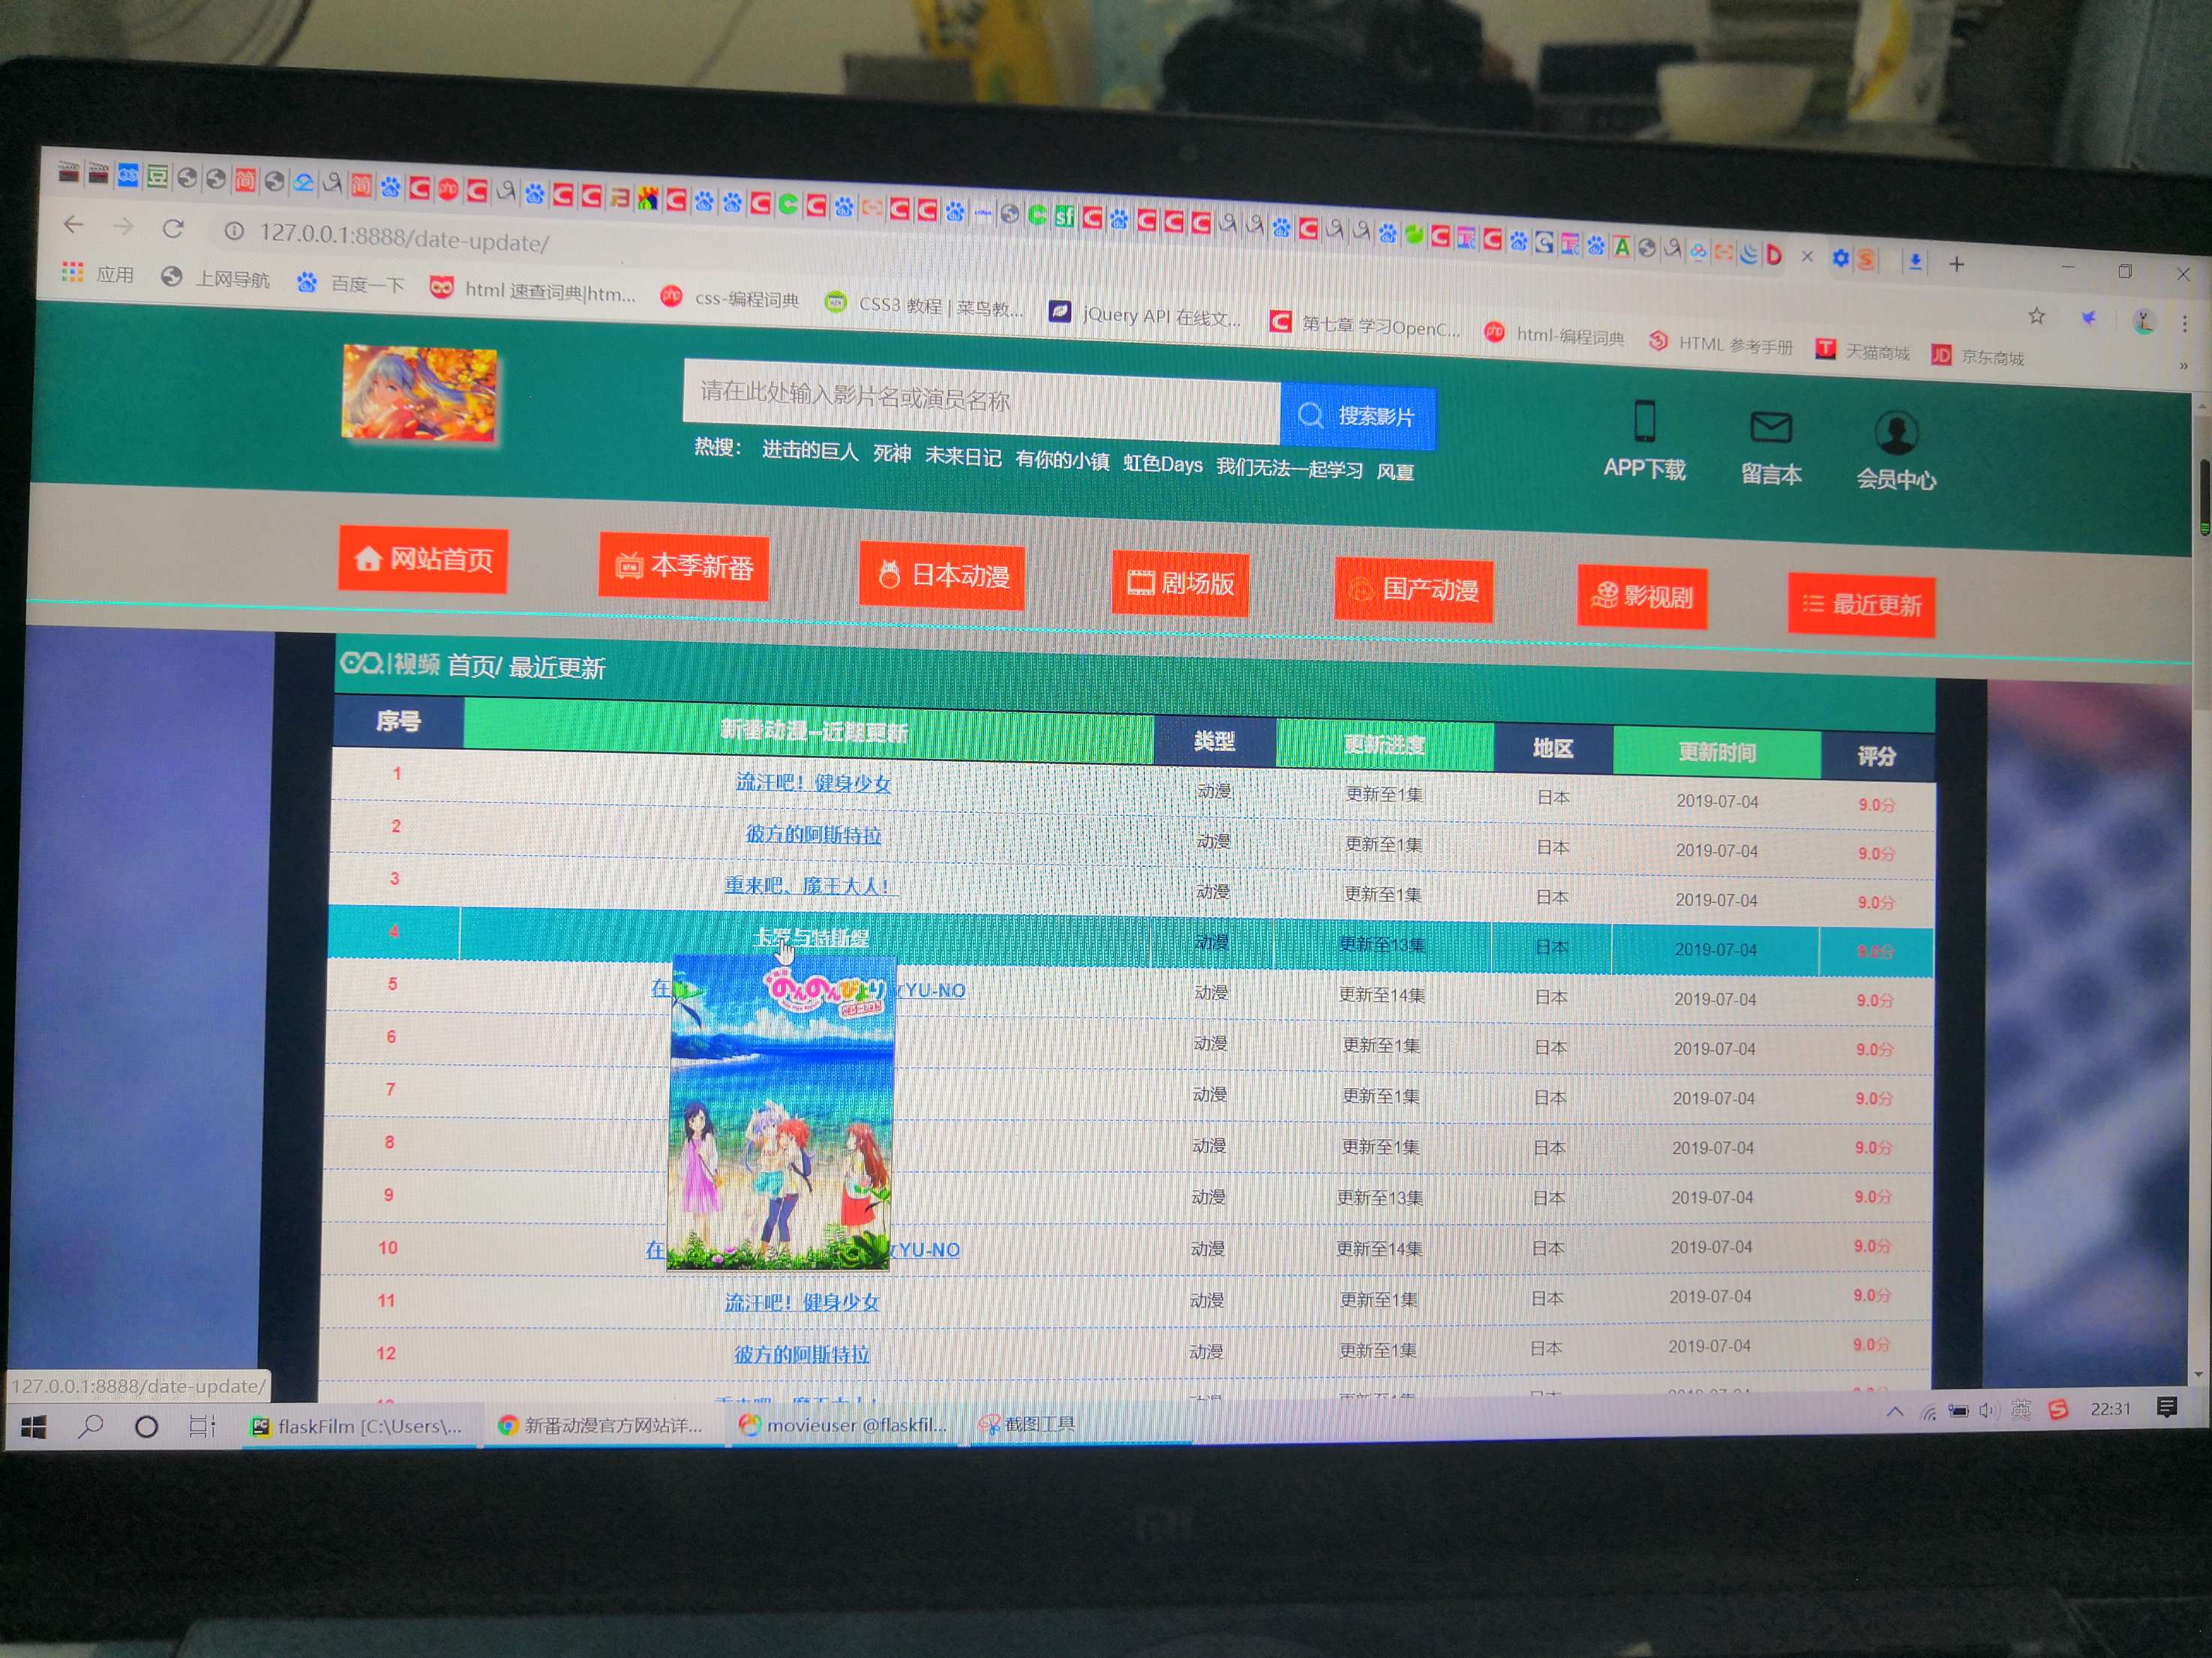 127.0.0.1:8888/date-update/
应用 上网导航 百度一下 html 速查词典|htm... css-编程词典 CSS3 教程 | 菜鸟教... jQuery API 在线文... 第七章 学习OpenC... html-编程词典 HTML 参考手册 天猫商城 京东商城 »
请在此处输入影片名或演员名称 搜索影片
热搜： 进击的巨人 死神 未来日记 有你的小镇 虹色Days 我们无法一起学习 风夏
APP下载 留言本 会员中心
网站首页 本季新番 日本动漫 剧场版 国产动漫 影视剧 最近更新
视频 首页/ 最近更新
序号 新番动漫--近期更新 类型 更新进度 地区 更新时间 评分
1 流汗吧！健身少女 动漫 更新至1集 日本 2019-07-04 9.0分
2 彼方的阿斯特拉 动漫 更新至1集 日本 2019-07-04 9.0分
3 重来吧、魔王大人！ 动漫 更新至1集 日本 2019-07-04 9.0分
4 卡罗与特斯缇 动漫 更新至13集 日本 2019-07-04 9.0分
のんのんびより
5 在 YU-NO 动漫 更新至14集 日本 2019-07-04 9.0分
6 动漫 更新至1集 日本 2019-07-04 9.0分
7 动漫 更新至1集 日本 2019-07-04 9.0分
8 动漫 更新至1集 日本 2019-07-04 9.0分
9 动漫 更新至13集 日本 2019-07-04 9.0分
10 在 YU-NO 动漫 更新至14集 日本 2019-07-04 9.0分
11 流汗吧！健身少女 动漫 更新至1集 日本 2019-07-04 9.0分
12 彼方的阿斯特拉 动漫 更新至1集 日本 2019-07-04 9.0分
127.0.0.1:8888/date-update/
flaskFilm [C:\Users\... 新番动漫官方网站详... movieuser @flaskfil... 截图工具 英 22:31